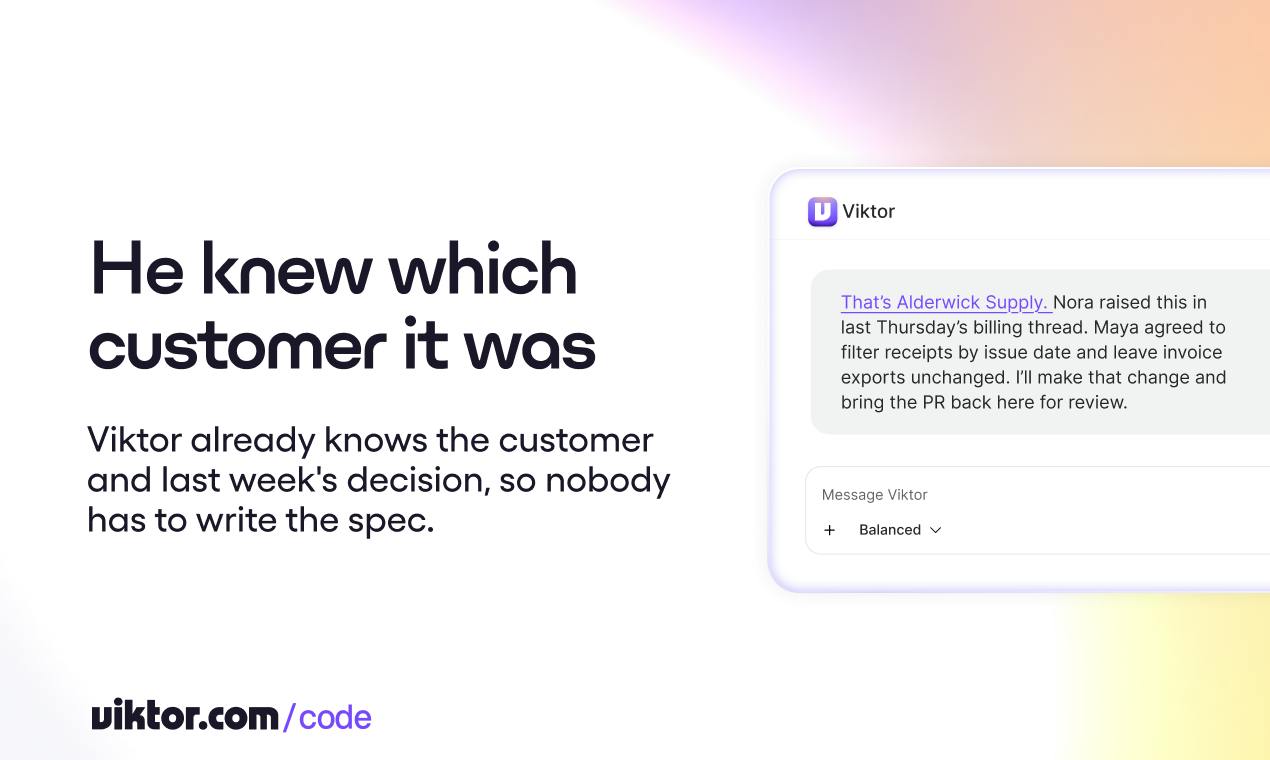 He knew which
customer it was
Viktor already knows the customer
and last week's decision, so nobody
has to write the spec.
viktor.com/code
Viktor
That’s Alderwick Supply. Nora raised this in
last Thursday’s billing thread. Maya agreed to
filter receipts by issue date and leave invoice
exports unchanged. I’ll make that change and
bring the PR back here for review.
Message Viktor
+ Balanced